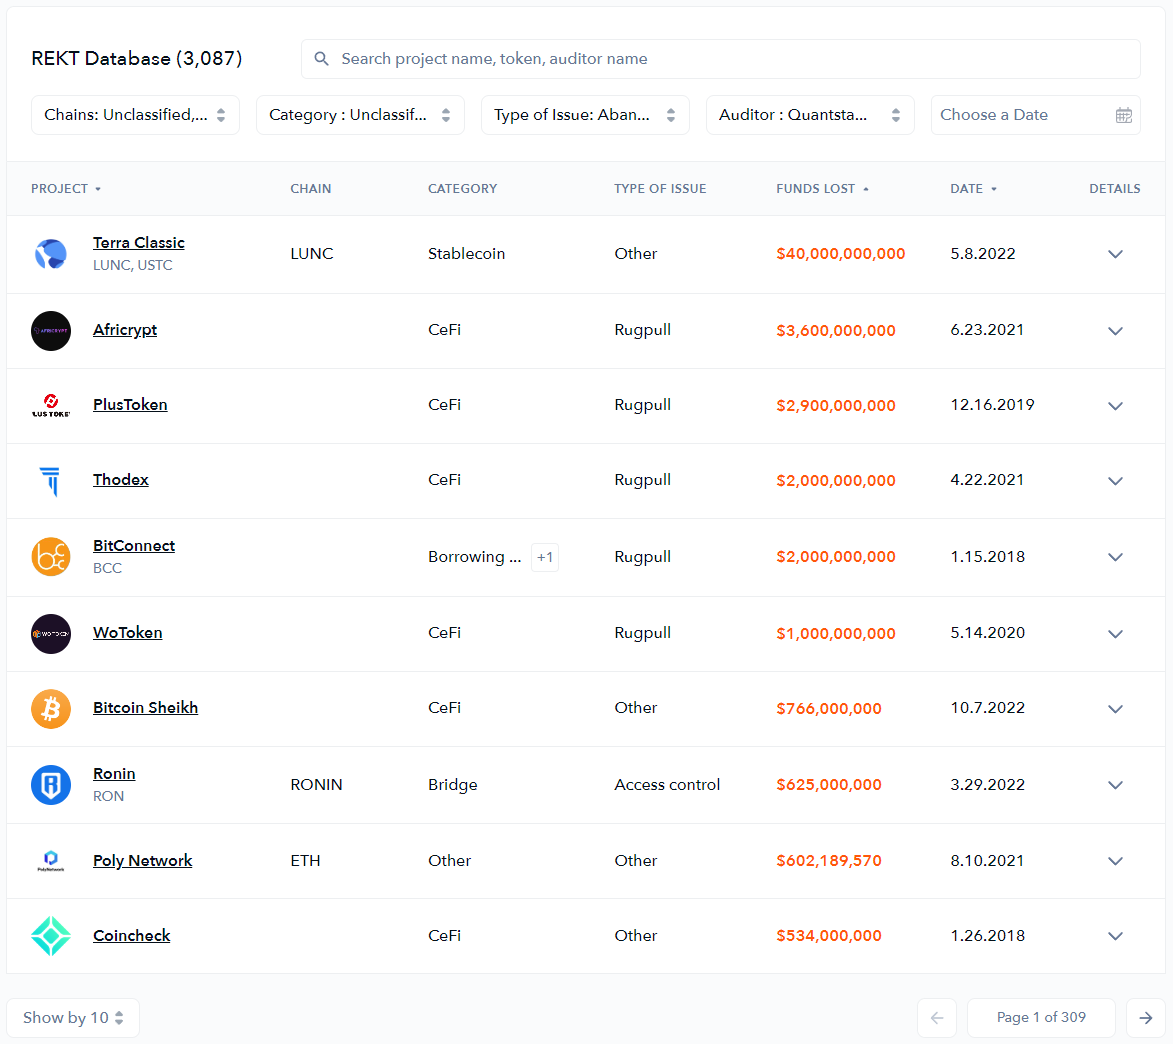 REKT Database (3,087)
Search project name, token, auditor name
Chains: Unclassified,... Category : Unclassif... Type of Issue: Aban... Auditor : Quantsta... Choose a Date
PROJECT CHAIN CATEGORY TYPE OF ISSUE FUNDS LOST DATE DETAILS
Terra Classic
LUNC, USTC
LUNC Stablecoin Other $40,000,000,000 5.8.2022
AFRICRYPT
Africrypt CeFi Rugpull $3,600,000,000 6.23.2021
PlusToken CeFi Rugpull $2,900,000,000 12.16.2019
Thodex CeFi Rugpull $2,000,000,000 4.22.2021
BitConnect
BCC
Borrowing ... +1 Rugpull $2,000,000,000 1.15.2018
WOTOKEN
WoToken CeFi Rugpull $1,000,000,000 5.14.2020
Bitcoin Sheikh CeFi Other $766,000,000 10.7.2022
Ronin
RON
RONIN Bridge Access control $625,000,000 3.29.2022
PolyNetwork
Poly Network ETH Other Other $602,189,570 8.10.2021
Coincheck CeFi Other $534,000,000 1.26.2018
Show by 10 Page 1 of 309